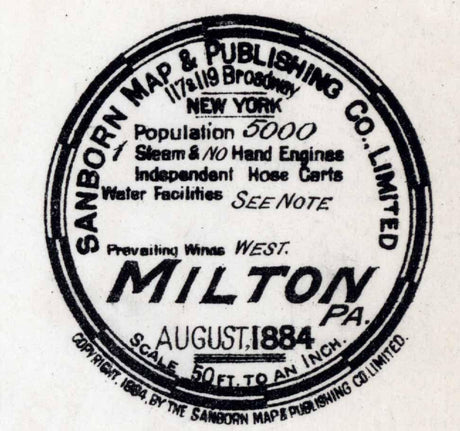 SANBORN MAP & PUBLISHING CO., LIMITED
117 & 119 Broadway
NEW YORK
Population 5000
1 Steam & NO Hand Engines
Independent Hose Carts
Water Facilities SEE NOTE
Prevailing Winds WEST.
MILTON
PA.
AUGUST, 1884
SCALE 50 FT. TO AN INCH.
COPYRIGHT, 1884, BY THE SANBORN MAP & PUBLISHING CO LIMITED.